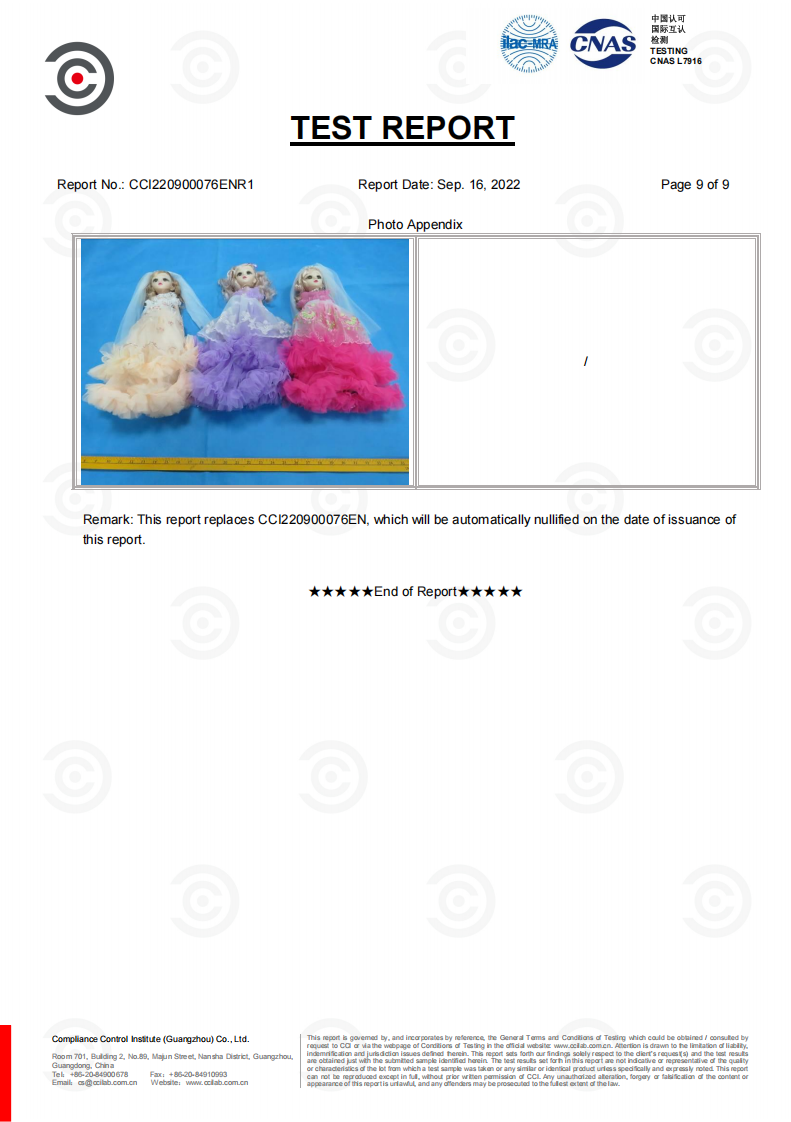 ilac-MRA
CNAS
中国认可
国际互认
检测
TESTING
CNAS L7916
TEST REPORT
Report No.: CCI220900076ENR1 Report Date: Sep. 16, 2022 Page 9 of 9
Photo Appendix
/
Remark: This report replaces CCI220900076EN, which will be automatically nullified on the date of issuance of
this report.
★★★★★End of Report★★★★★
Compliance Control Institute (Guangzhou) Co., Ltd.
Room 701, Building 2, No.89, Majun Street, Nansha District, Guangzhou,
Guangdong, China
Tel：+86-20-84900678 Fax：+86-20-84910993
Email：cs@ccilab.com.cn Website：www.ccilab.com.cn
This report is governed by, and incorporates by reference, the General Terms and Conditions of Testing which could be obtained / consulted by
request to CCI or via the webpage of Conditions of Testing in the official website: www.ccilab.com.cn. Attention is drawn to the limitation of liability,
indemnification and jurisdiction issues defined herein. This report sets forth our findings solely respect to the client's request(s) and the test results
are obtained just with the submitted sample identified herein. The test results set forth in this report are not indicative or representative of the quality
or characteristics of the lot from which a test sample was taken or any similar or identical product unless specifically and expressly noted. This report
can not be reproduced except in full, without prior written permission of CCI. Any unauthorized alteration, forgery or falsification of the content or
appearance of this report is unlawful, and any offenders may be prosecuted to the fullest extent of the law.